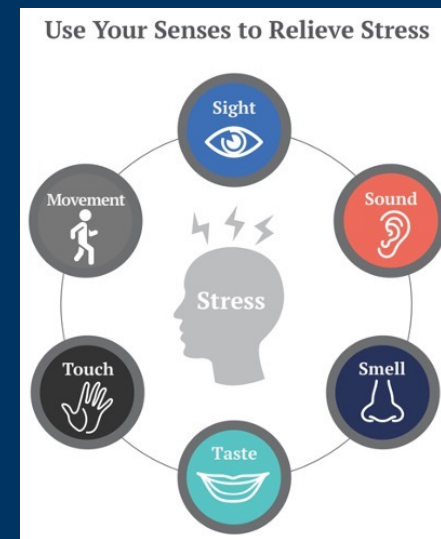 Use Your Senses to Relieve Stress
Sight
Sound
Smell
Taste
Touch
Movement
Stress